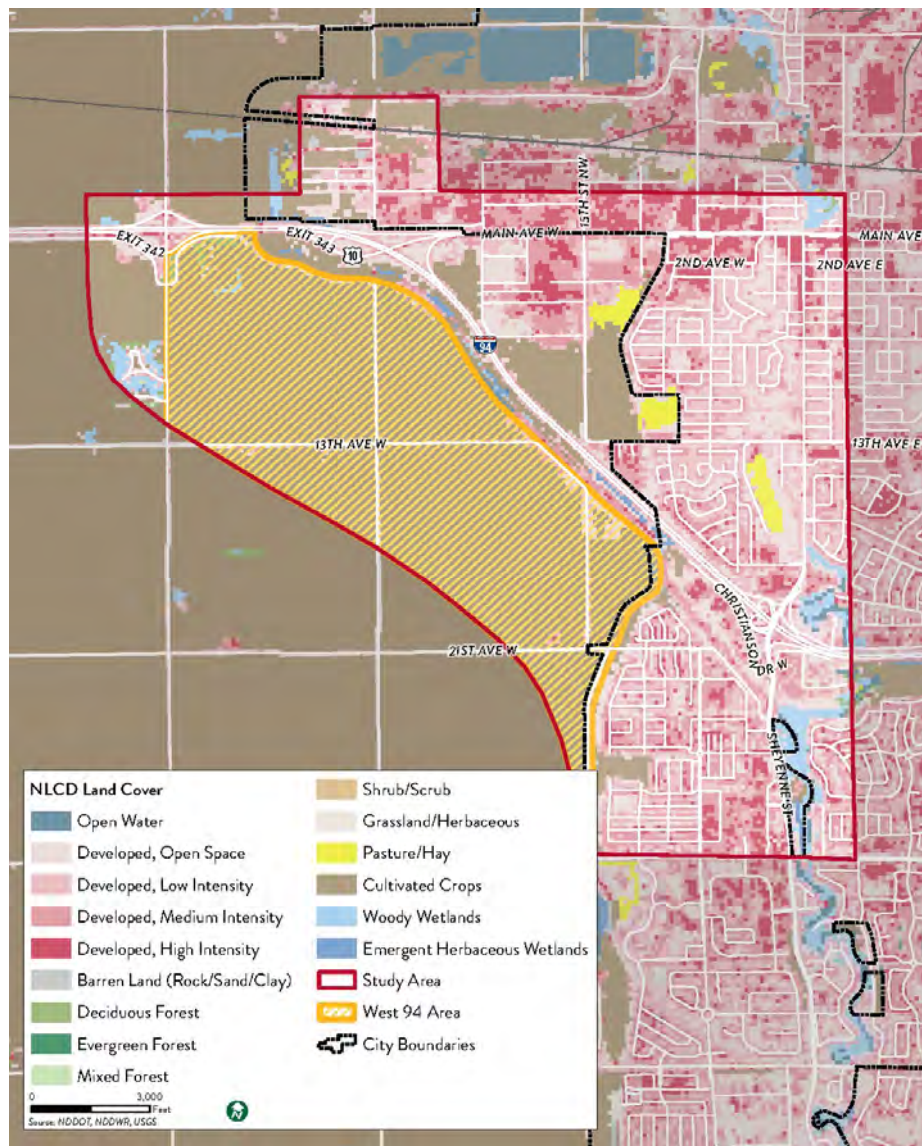 15TH ST NW
EXIT 342
EXIT 343
10
MAIN AVE W
MAIN AVE
2ND AVE W
2ND AVE E
94
13TH AVE W
13TH AVE E
CHRISTIANSON
DR W
21ST AVE W
SHEYENNE ST
NLCD Land Cover
Open Water
Developed, Open Space
Developed, Low Intensity
Developed, Medium Intensity
Developed, High Intensity
Barren Land (Rock/Sand/Clay)
Deciduous Forest
Evergreen Forest
Mixed Forest
Shrub/Scrub
Grassland/Herbaceous
Pasture/Hay
Cultivated Crops
Woody Wetlands
Emergent Herbaceous Wetlands
Study Area
West 94 Area
City Boundaries
0 3,000
Feet
Source: NDDOT, NDDWR, USGS
N